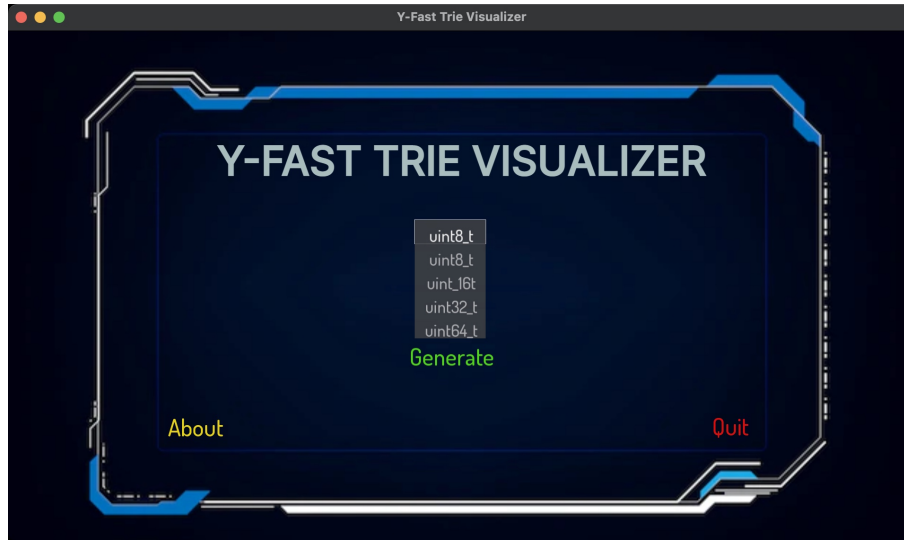 Y-Fast Trie Visualizer
Y-FAST TRIE VISUALIZER
uint8_t
uint8_t
uint_16t
uint32_t
uint64_t
Generate
About
Quit